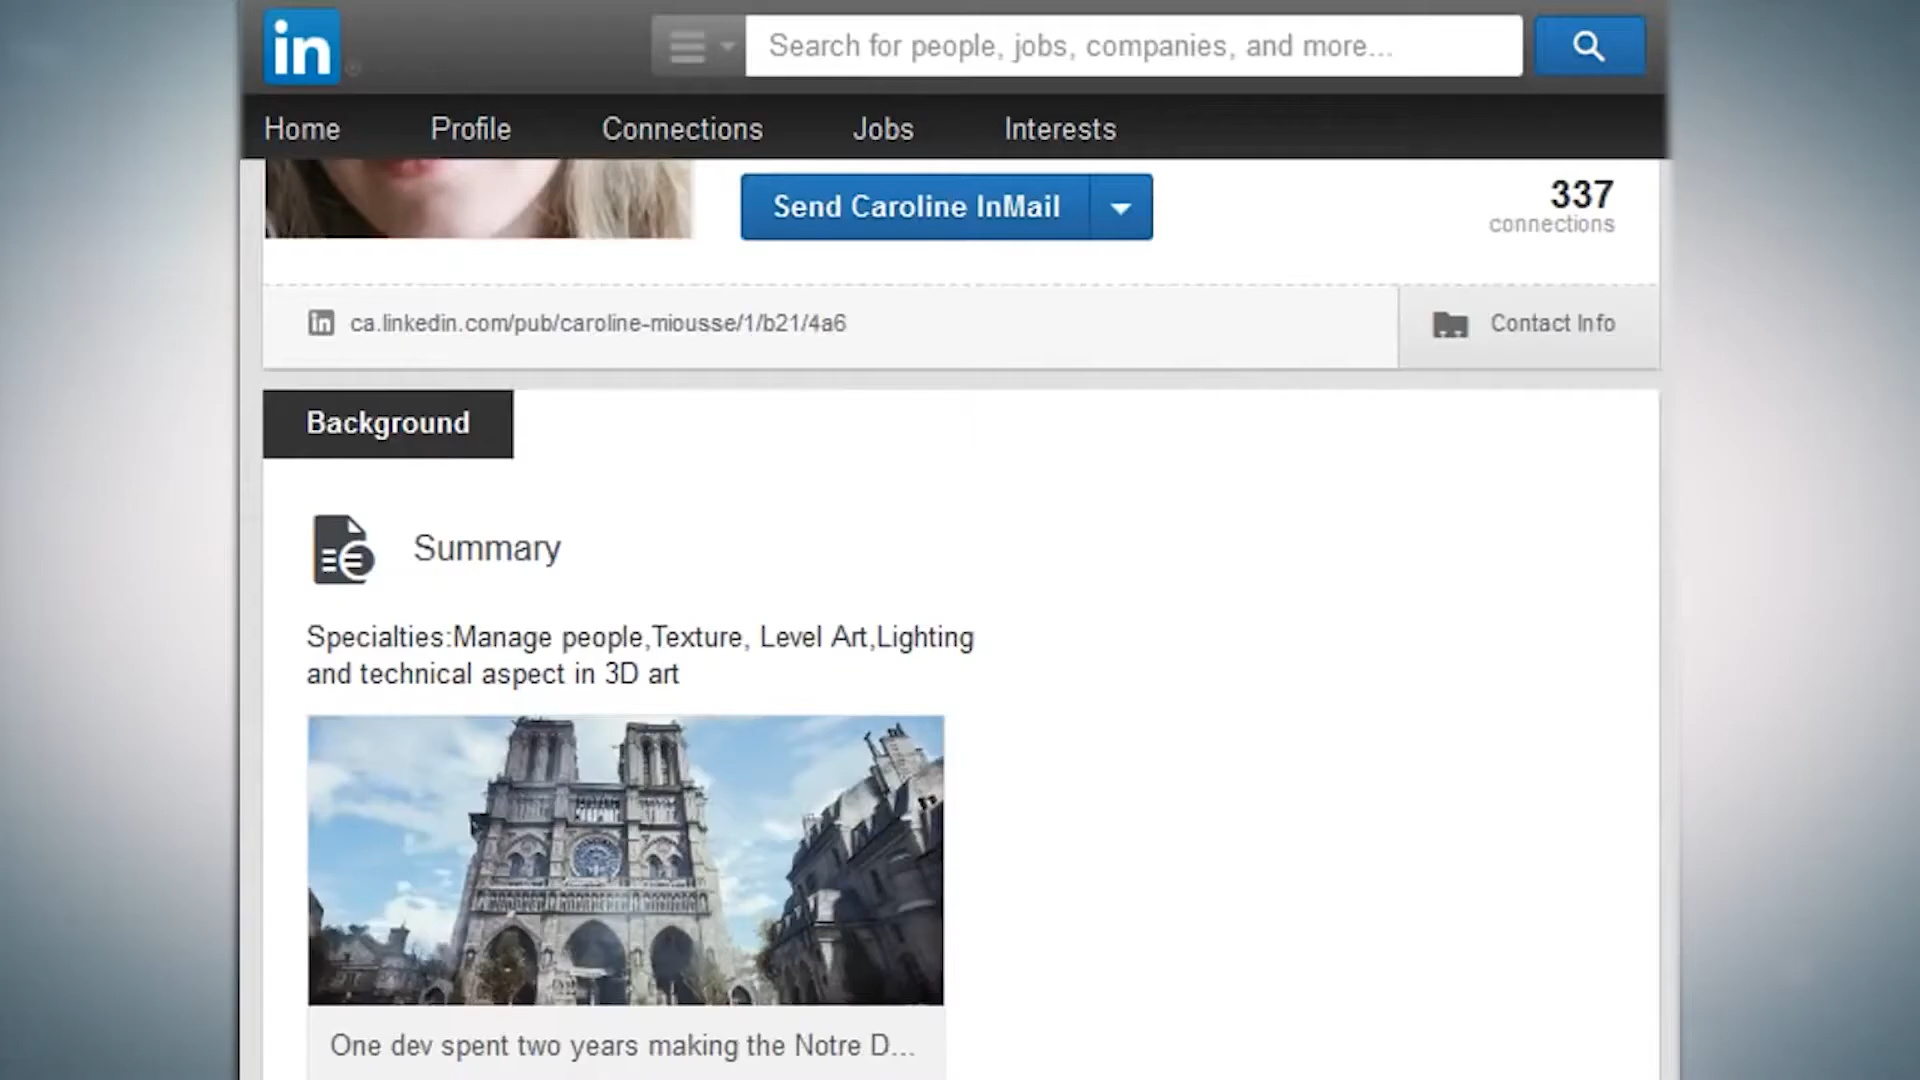 in
Search for people, jobs, companies, and more...
Home Profile Connections Jobs Interests
Send Caroline InMail
337
connections
in ca.linkedin.com/pub/caroline-miousse/1/b21/4a6
Contact Info
Background
Summary
Specialties:Manage people,Texture, Level Art,Lighting
and technical aspect in 3D art
One dev spent two years making the Notre D...